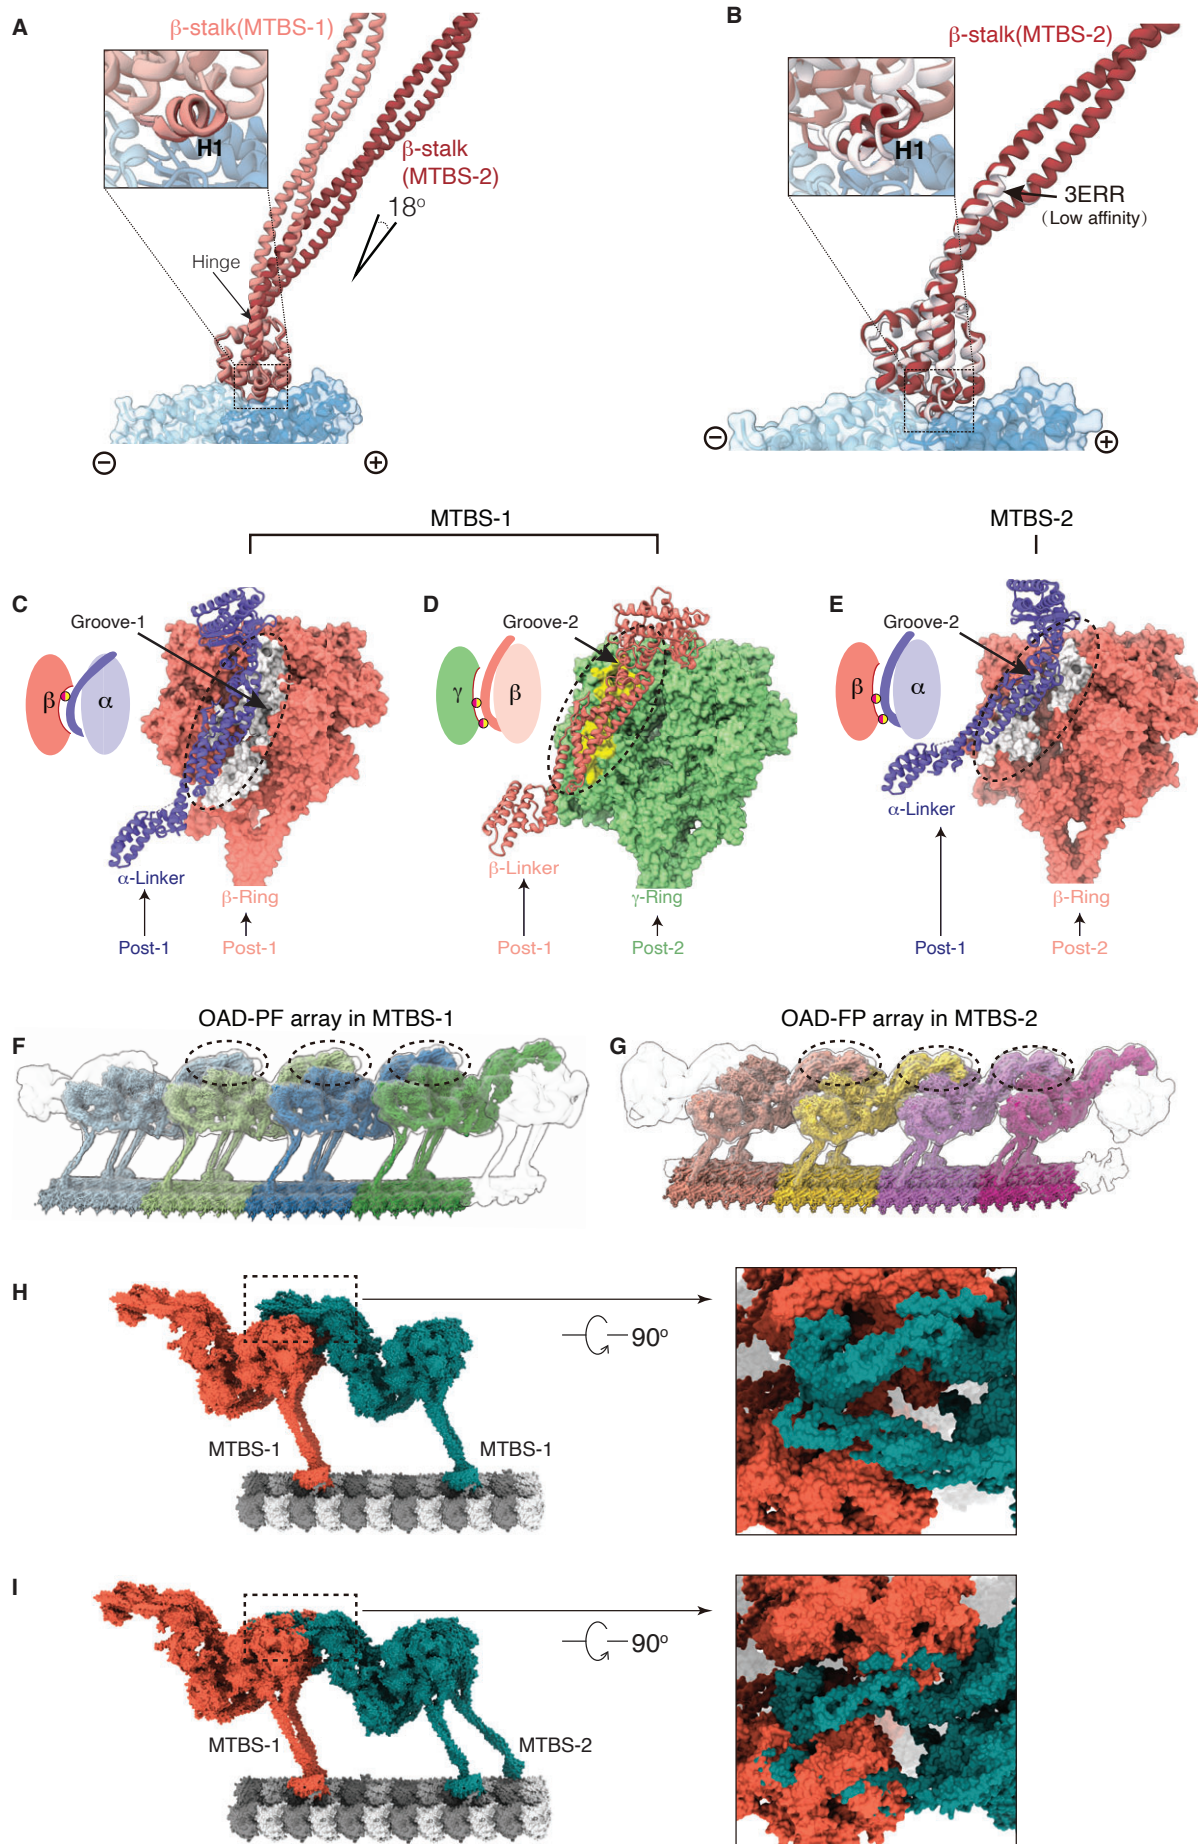 A
β-stalk(MTBS-1)
H1
β-stalk
(MTBS-2)
18°
Hinge
−
+
B
β-stalk(MTBS-2)
H1
3ERR
(Low affinity)
−
+
MTBS-1
MTBS-2
C
Groove-1
β
α
α-Linker
β-Ring
Post-1
Post-1
D
Groove-2
γ
β
β-Linker
γ-Ring
Post-1
Post-2
E
Groove-2
β
α
α-Linker
β-Ring
Post-1
Post-2
OAD-PF array in MTBS-1
F
OAD-FP array in MTBS-2
G
H
90°
MTBS-1
MTBS-1
I
90°
MTBS-1
MTBS-2